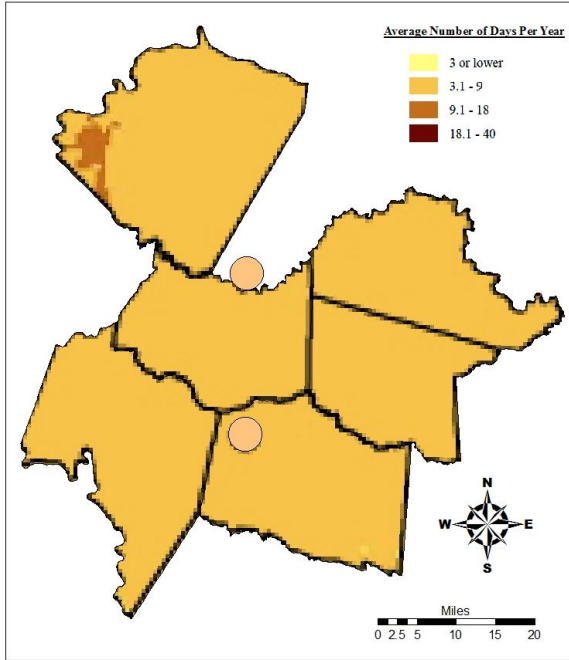 Average Number of Days Per Year
3 or lower
3.1 - 9
9.1 - 18
18.1 - 40
N
W E
S
Miles
0 2.5 5 10 15 20